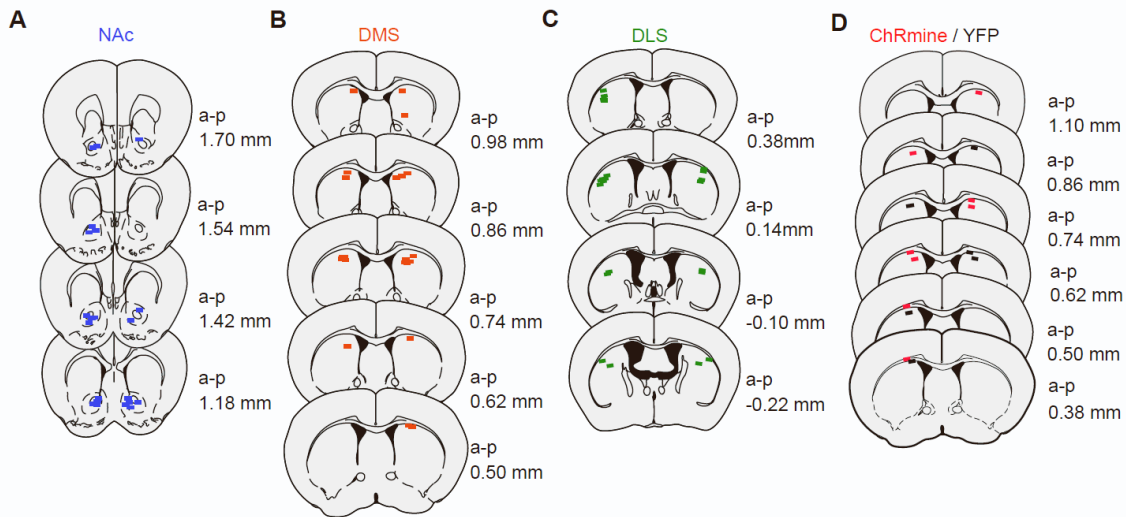 A
NAc
a-p
1.70 mm
a-p
1.54 mm
a-p
1.42 mm
a-p
1.18 mm
B
DMS
a-p
0.98 mm
a-p
0.86 mm
a-p
0.74 mm
a-p
0.62 mm
a-p
0.50 mm
C
DLS
a-p
0.38mm
a-p
0.14mm
a-p
-0.10 mm
a-p
-0.22 mm
D
ChRmine / YFP
a-p
1.10 mm
a-p
0.86 mm
a-p
0.74 mm
a-p
0.62 mm
a-p
0.50 mm
a-p
0.38 mm